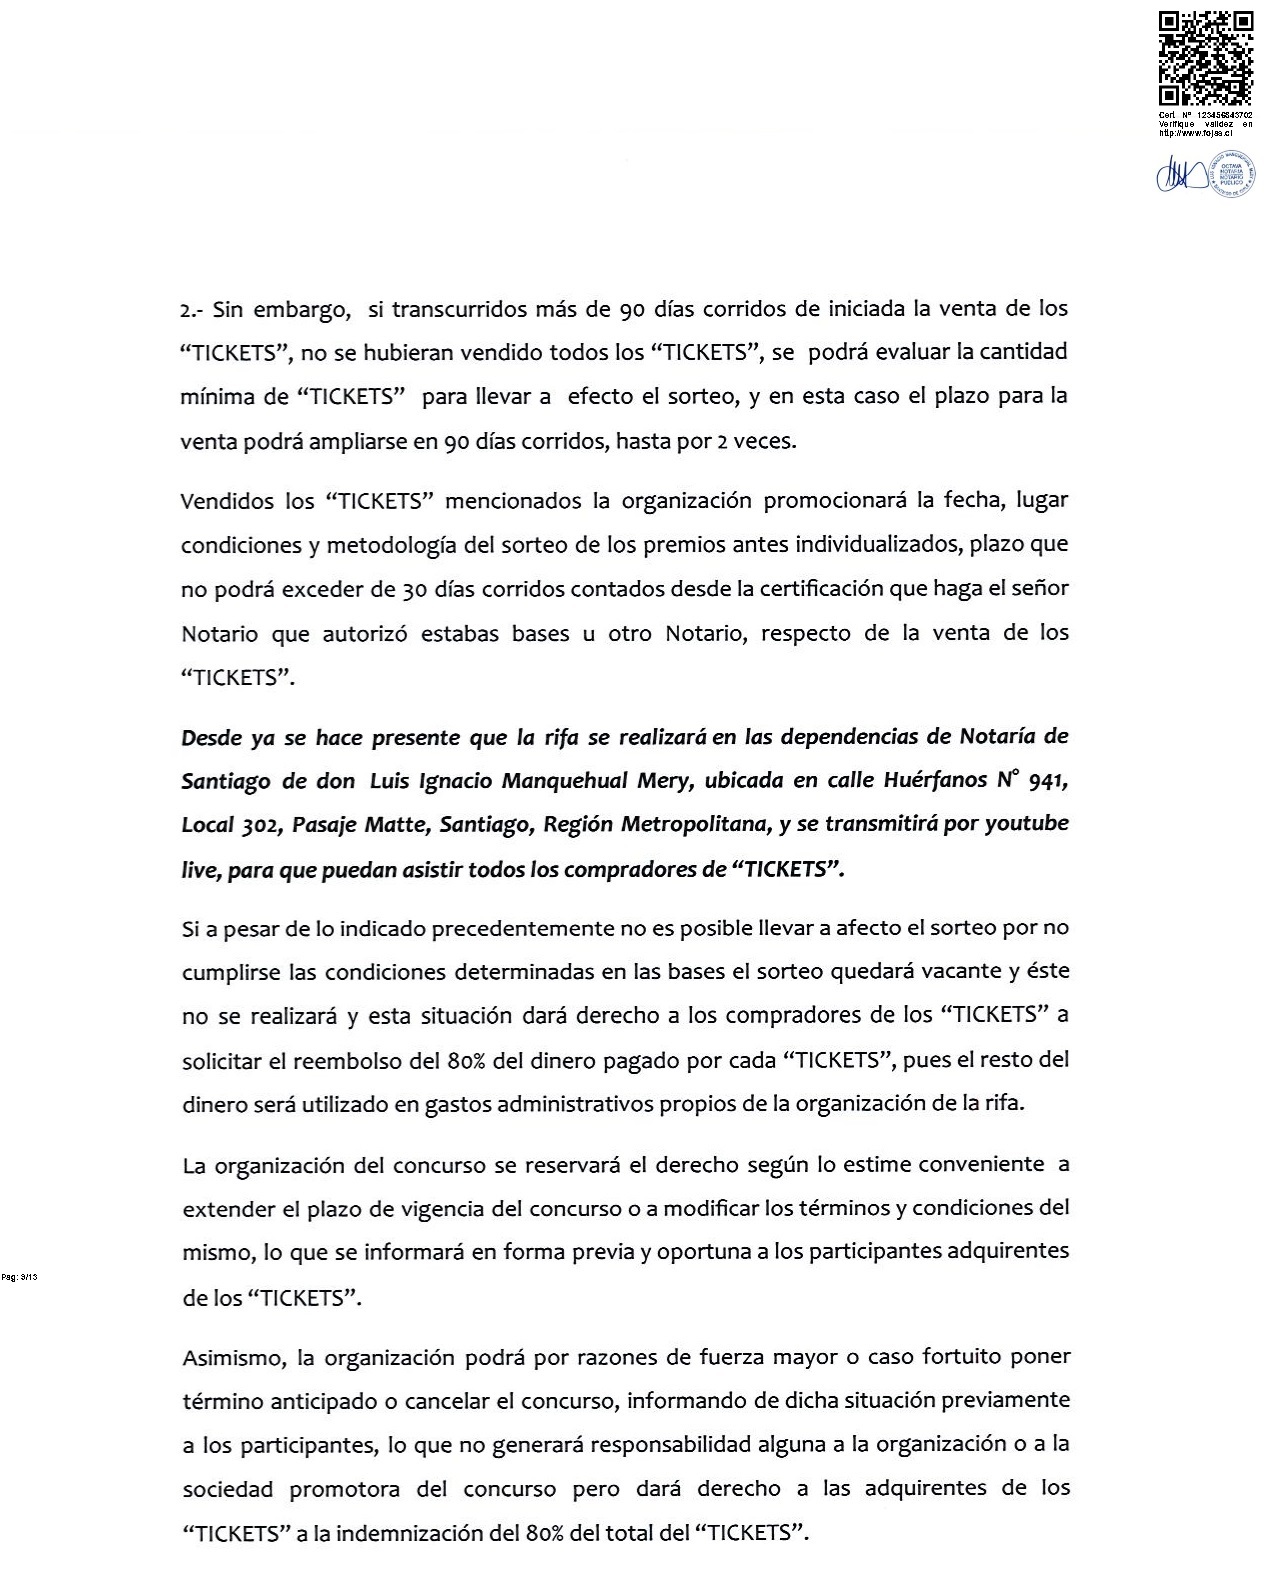 Cert. Nº 123456843702
Verifique validez en
http://www.fojas.cl
OCTAVA
NOTARÍA
NOTARIO
PÚBLICO
2.- Sin embargo, si transcurridos más de 90 días corridos de iniciada la venta de los
“TICKETS”, no se hubieran vendido todos los “TICKETS”, se podrá evaluar la cantidad
mínima de “TICKETS” para llevar a efecto el sorteo, y en esta caso el plazo para la
venta podrá ampliarse en 90 días corridos, hasta por 2 veces.
Vendidos los “TICKETS” mencionados la organización promocionará la fecha, lugar
condiciones y metodología del sorteo de los premios antes individualizados, plazo que
no podrá exceder de 30 días corridos contados desde la certificación que haga el señor
Notario que autorizó estabas bases u otro Notario, respecto de la venta de los
“TICKETS”.
Desde ya se hace presente que la rifa se realizará en las dependencias de Notaría de
Santiago de don Luis Ignacio Manquehual Mery, ubicada en calle Huérfanos N° 941,
Local 302, Pasaje Matte, Santiago, Región Metropolitana, y se transmitirá por youtube
live, para que puedan asistir todos los compradores de “TICKETS”.
Si a pesar de lo indicado precedentemente no es posible llevar a afecto el sorteo por no
cumplirse las condiciones determinadas en las bases el sorteo quedará vacante y éste
no se realizará y esta situación dará derecho a los compradores de los “TICKETS” a
solicitar el reembolso del 80% del dinero pagado por cada “TICKETS”, pues el resto del
dinero será utilizado en gastos administrativos propios de la organización de la rifa.
La organización del concurso se reservará el derecho según lo estime conveniente a
extender el plazo de vigencia del concurso o a modificar los términos y condiciones del
mismo, lo que se informará en forma previa y oportuna a los participantes adquirentes
Pag: 9/13
de los “TICKETS”.
Asimismo, la organización podrá por razones de fuerza mayor o caso fortuito poner
término anticipado o cancelar el concurso, informando de dicha situación previamente
a los participantes, lo que no generará responsabilidad alguna a la organización o a la
sociedad promotora del concurso pero dará derecho a las adquirentes de los
“TICKETS” a la indemnización del 80% del total del “TICKETS”.